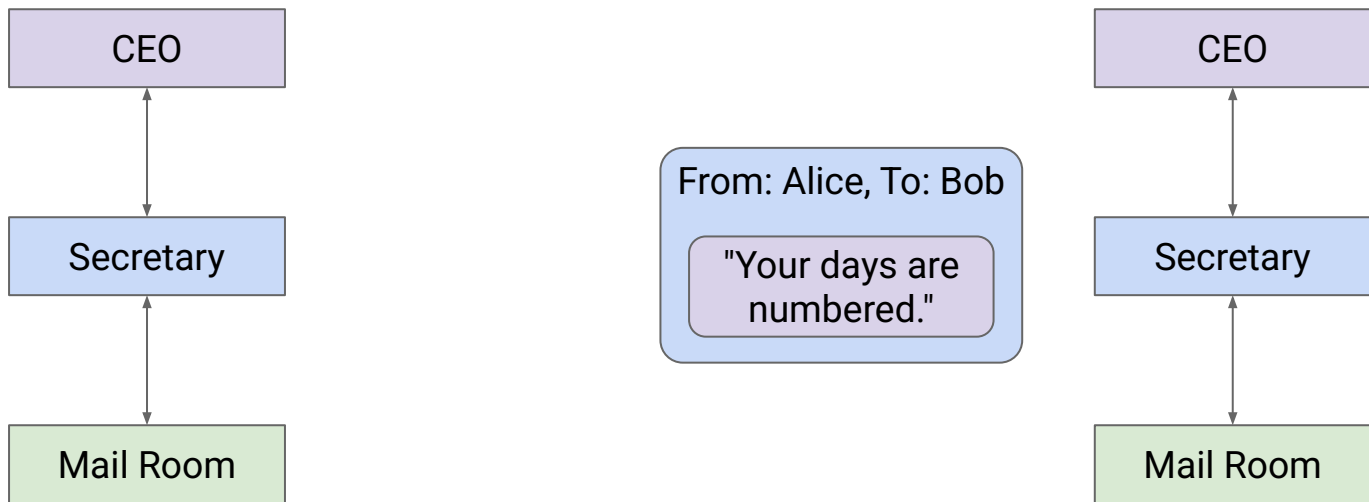 CEO
CEO
From: Alice, To: Bob
Secretary
"Your days are
numbered."
Secretary
Mail Room
Mail Room